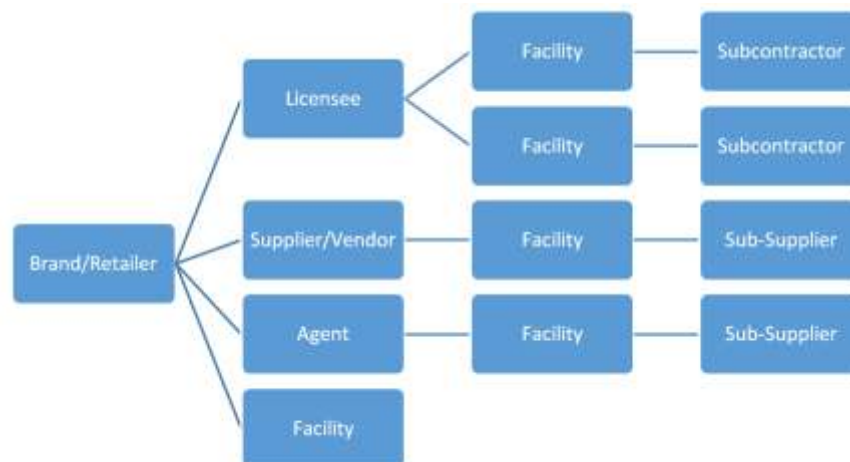 Facility
Subcontractor
Licensee
Facility
Subcontractor
Brand/Retailer
Supplier/Vendor
Facility
Sub-Supplier
Agent
Facility
Sub-Supplier
Facility